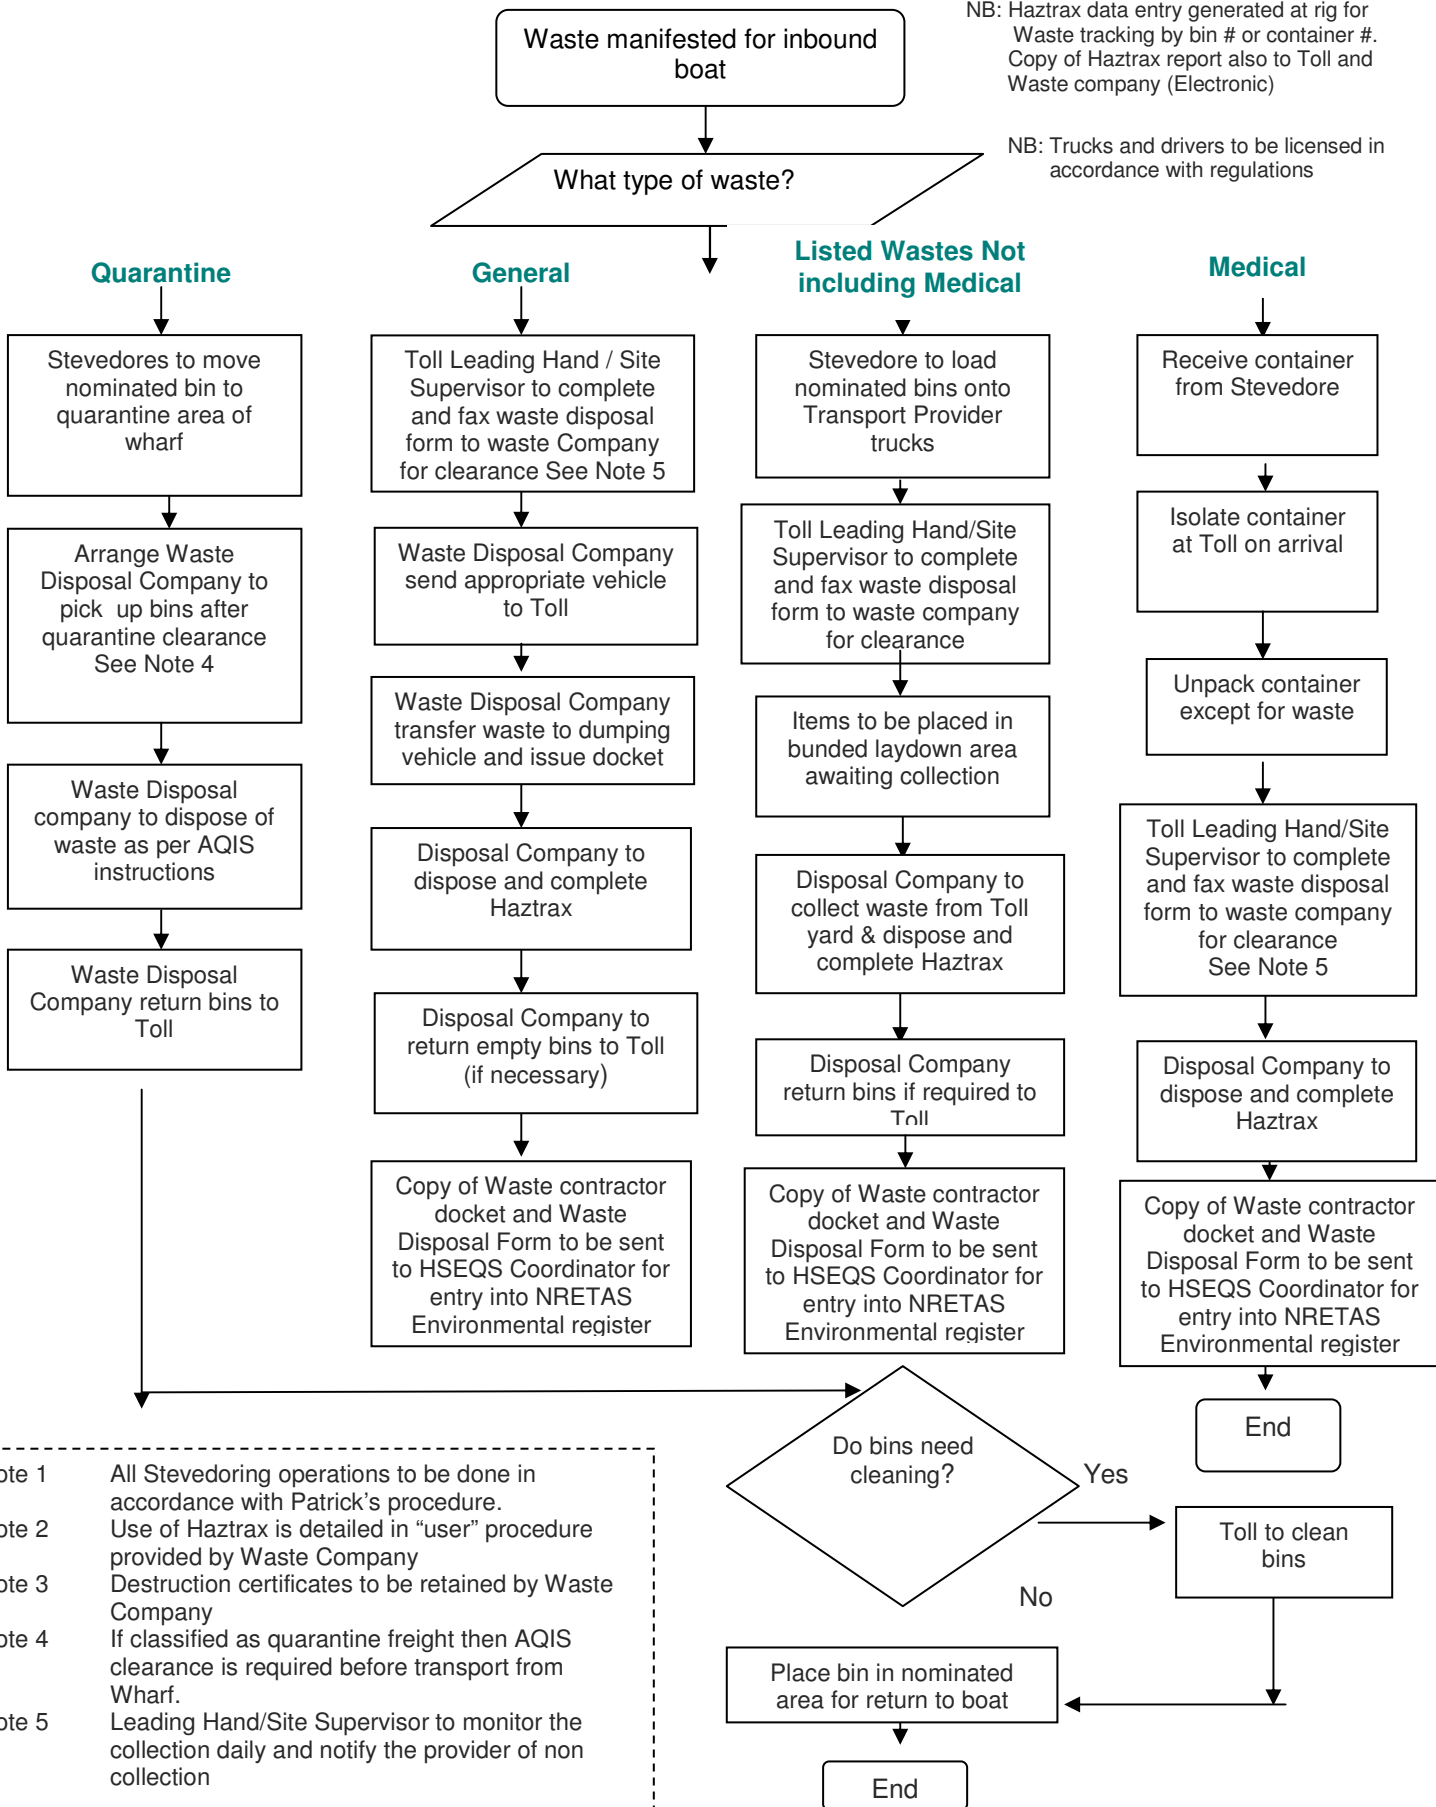 Waste manifested for inbound
boat
NB: Haztrax data entry generated at rig for
Waste tracking by bin # or container #.
Copy of Haztrax report also to Toll and
Waste company (Electronic)
NB: Trucks and drivers to be licensed in
accordance with regulations
What type of waste?
Quarantine
Stevedores to move
nominated bin to
quarantine area of
wharf
Arrange Waste
Disposal Company to
pick up bins after
quarantine clearance
See Note 4
Waste Disposal
company to dispose of
waste as per AQIS
instructions
Waste Disposal
Company return bins to
Toll
General
Toll Leading Hand / Site
Supervisor to complete
and fax waste disposal
form to waste Company
for clearance See Note 5
Waste Disposal Company
send appropriate vehicle
to Toll
Waste Disposal Company
transfer waste to dumping
vehicle and issue docket
Disposal Company to
dispose and complete
Haztrax
Disposal Company to
return empty bins to Toll
(if necessary)
Copy of Waste contractor
docket and Waste
Disposal Form to be sent
to HSEQS Coordinator for
entry into NRETAS
Environmental register
Listed Wastes Not
including Medical
Stevedore to load
nominated bins onto
Transport Provider
trucks
Toll Leading Hand/Site
Supervisor to complete
and fax waste disposal
form to waste company
for clearance
Items to be placed in
bunded laydown area
awaiting collection
Disposal Company to
collect waste from Toll
yard & dispose and
complete Haztrax
Disposal Company
return bins if required to
Toll
Copy of Waste contractor
docket and Waste
Disposal Form to be sent
to HSEQS Coordinator for
entry into NRETAS
Environmental register
Medical
Receive container
from Stevedore
Isolate container
at Toll on arrival
Unpack container
except for waste
Toll Leading Hand/Site
Supervisor to complete
and fax waste disposal
form to waste company
for clearance
See Note 5
Disposal Company to
dispose and complete
Haztrax
Copy of Waste contractor
docket and Waste
Disposal Form to be sent
to HSEQS Coordinator for
entry into NRETAS
Environmental register
End
Do bins need
cleaning?
Yes
Toll to clean
bins
No
Place bin in nominated
area for return to boat
End
ote 1 All Stevedoring operations to be done in
accordance with Patrick's procedure.
ote 2 Use of Haztrax is detailed in “user” procedure
provided by Waste Company
ote 3 Destruction certificates to be retained by Waste
Company
ote 4 If classified as quarantine freight then AQIS
clearance is required before transport from
Wharf.
ote 5 Leading Hand/Site Supervisor to monitor the
collection daily and notify the provider of non
collection